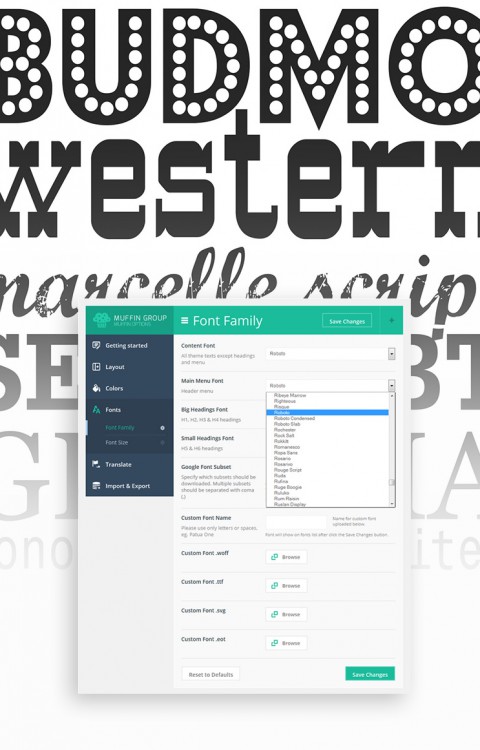 BUDMO
western
marcelle scrip
SE
BT
G
MA
ono
ite
MUFFIN GROUP
MUFFIN OPTIONS
Font Family
Save Changes
+
Getting started
Layout
Colors
Fonts
Font Family
Font Size
Translate
Import & Export
Content Font
All theme texts except headings
and menu
Roboto
Main Menu Font
Header menu
Roboto
Ribeye Marrow
Righteous
Risque
Roboto
Roboto Condensed
Roboto Slab
Rochester
Rock Salt
Rokkitt
Romanesco
Ropa Sans
Rosario
Rosarivo
Rouge Script
Ruda
Rufina
Ruge Boogie
Ruluko
Rum Raisin
Ruslan Display
Big Headings Font
H1, H2, H3 & H4 headings
Small Headings Font
H5 & H6 headings
Google Font Subset
Specify which subsets should be
downloaded. Multiple subsets
should be separated with coma
(,)
Custom Font Name
Please use only letters or spaces,
eg. Patua One
Name for custom font
uploaded below.
Font will show on fonts list after click the Save Changes button.
Custom Font .woff
Browse
Custom Font .ttf
Browse
Custom Font .svg
Browse
Custom Font .eot
Browse
Reset to Defaults
Save Changes